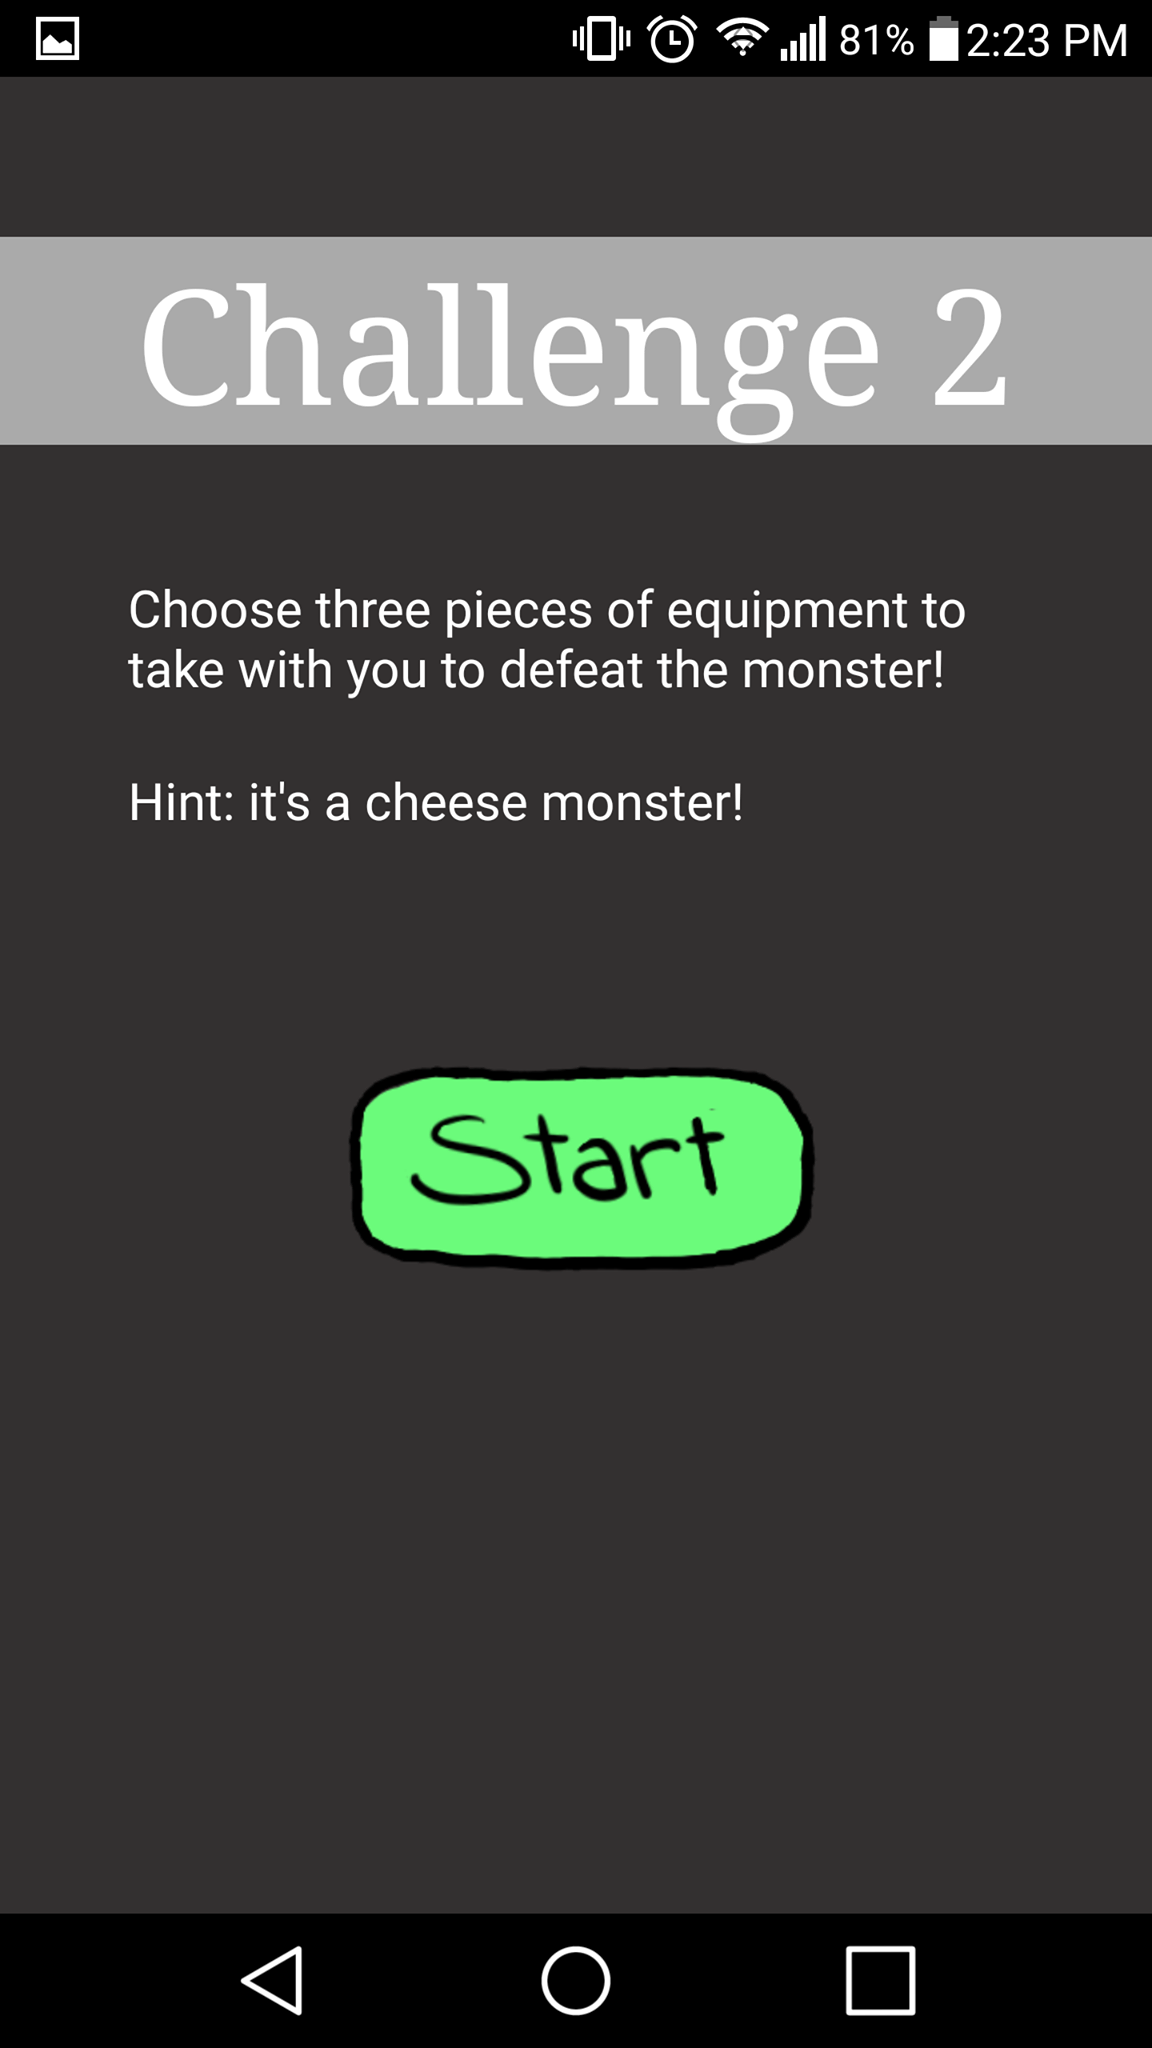 81% 2:23 PM
Challenge 2
Choose three pieces of equipment to
take with you to defeat the monster!
Hint: it's a cheese monster!
Start